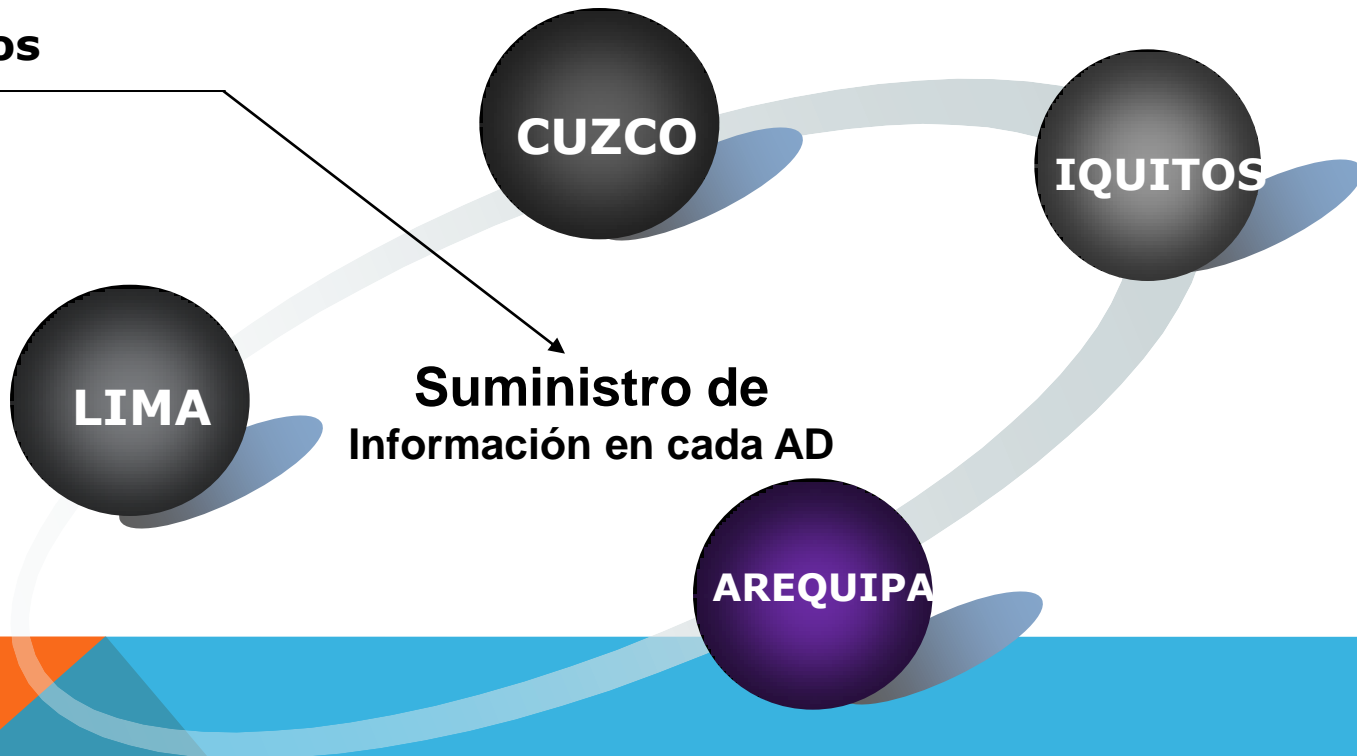 os
CUZCO
IQUITOS
LIMA
Suministro de
Información en cada AD
AREQUIPA